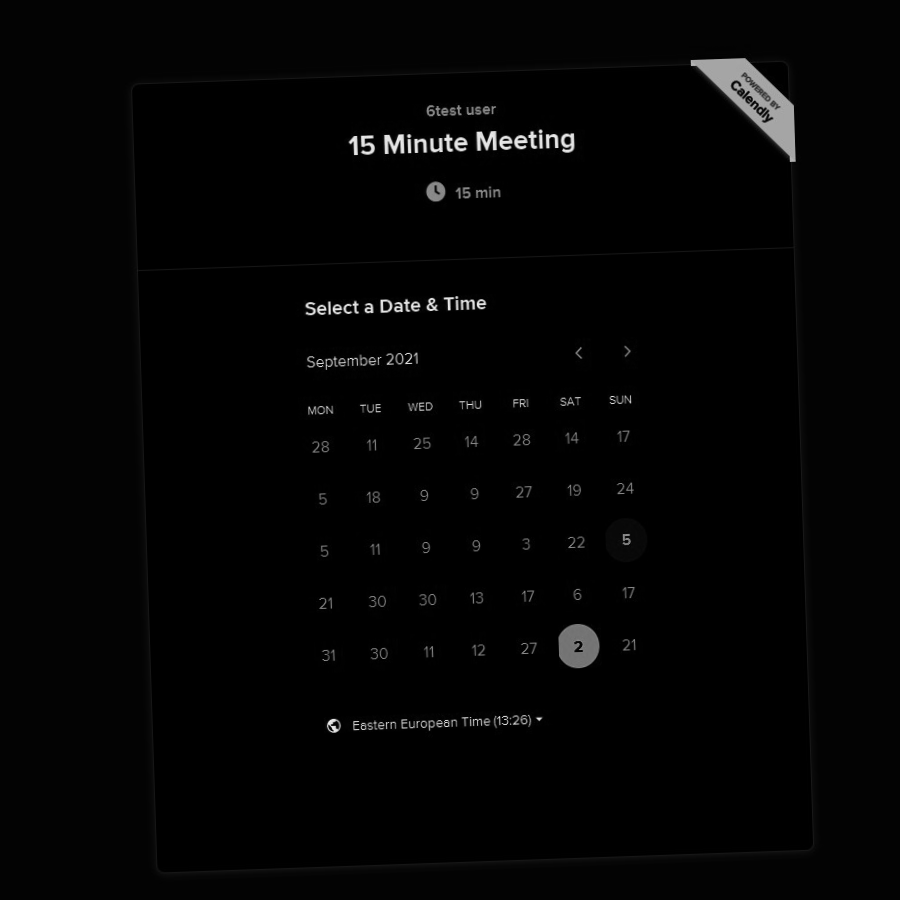 POWERED BY
Calendly
6test user
15 Minute Meeting
15 min
Select a Date & Time
September 2021
MON TUE WED THU FRI SAT SUN
28 11 25 14 28 14 17
5 18 9 9 27 19 24
5 11 9 9 3 22 5
21 30 30 13 17 6 17
31 30 11 12 27 2 21
Eastern European Time (13:26)